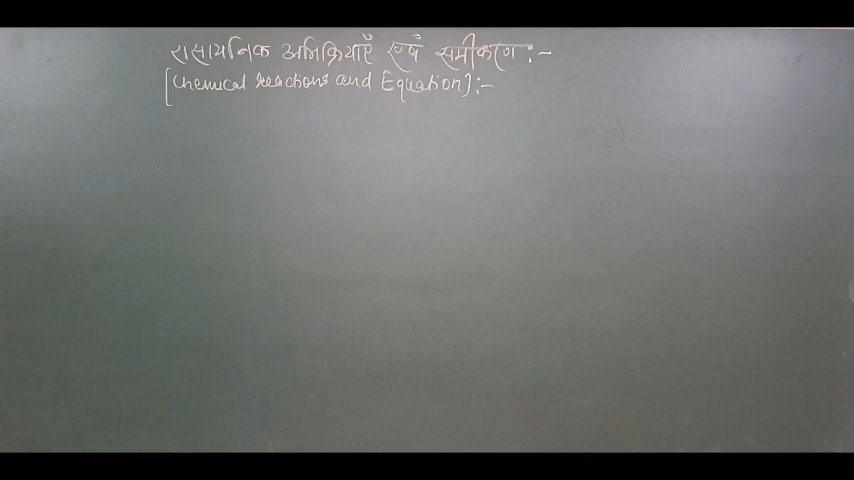 रासायनिक अभिक्रियाएँ एवं समीकरण :-
[Chemical reactions and Equation] :-